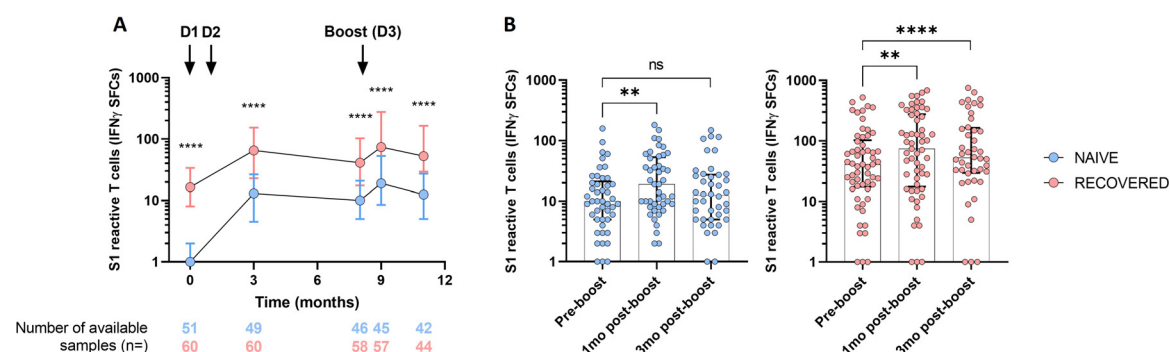 A
D1 D2
Boost (D3)
S1 reactive T cells (IFNγ SFCs)
1000
100
10
1
****
****
****
****
****
0 3 6 9 12
Time (months)
Number of available
samples (n=)
51 49 46 45 42
60 60 58 57 44
B
S1 reactive T cells (IFNγ SFCs)
1000
100
10
1
ns
**
Pre-boost
1mo post-boost
3mo post-boost
S1 reactive T cells (IFNγ SFCs)
1000
100
10
1
****
**
Pre-boost
1mo post-boost
3mo post-boost
NAIVE
RECOVERED